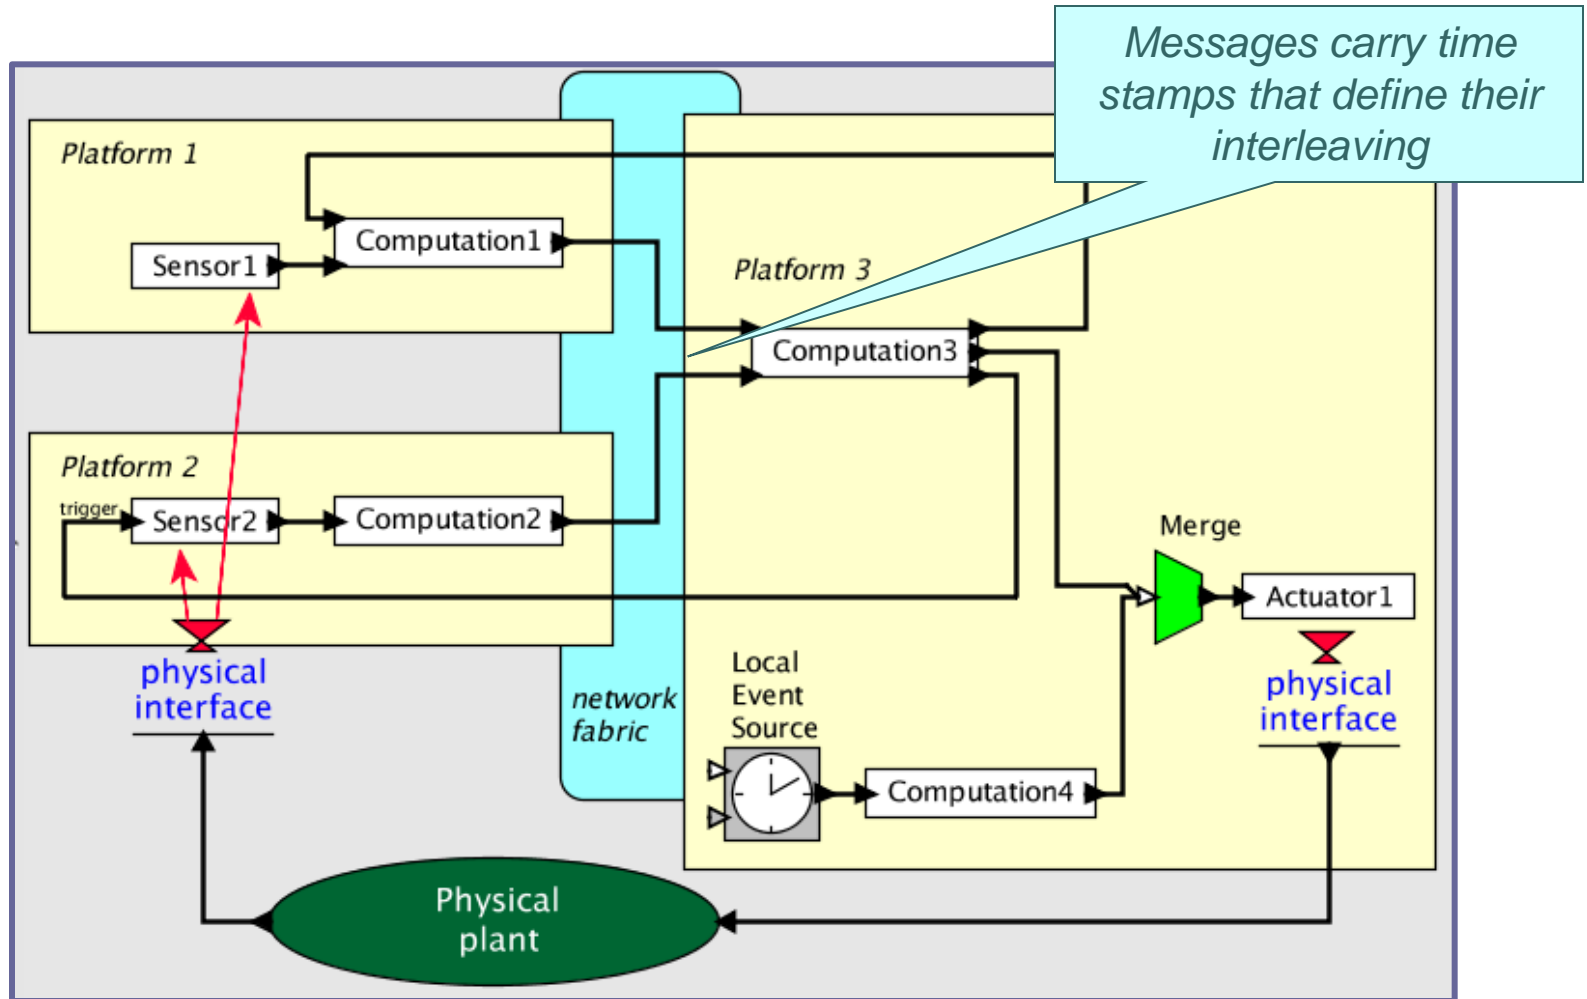 Messages carry time
stamps that define their
interleaving
Platform 1
Computation1
Sensor1
Platform 3
Computation3
Platform 2
trigger
Sensor2
Computation2
Merge
Actuator1
physical
interface
network
fabric
Local
Event
Source
physical
interface
Computation4
Physical
plant